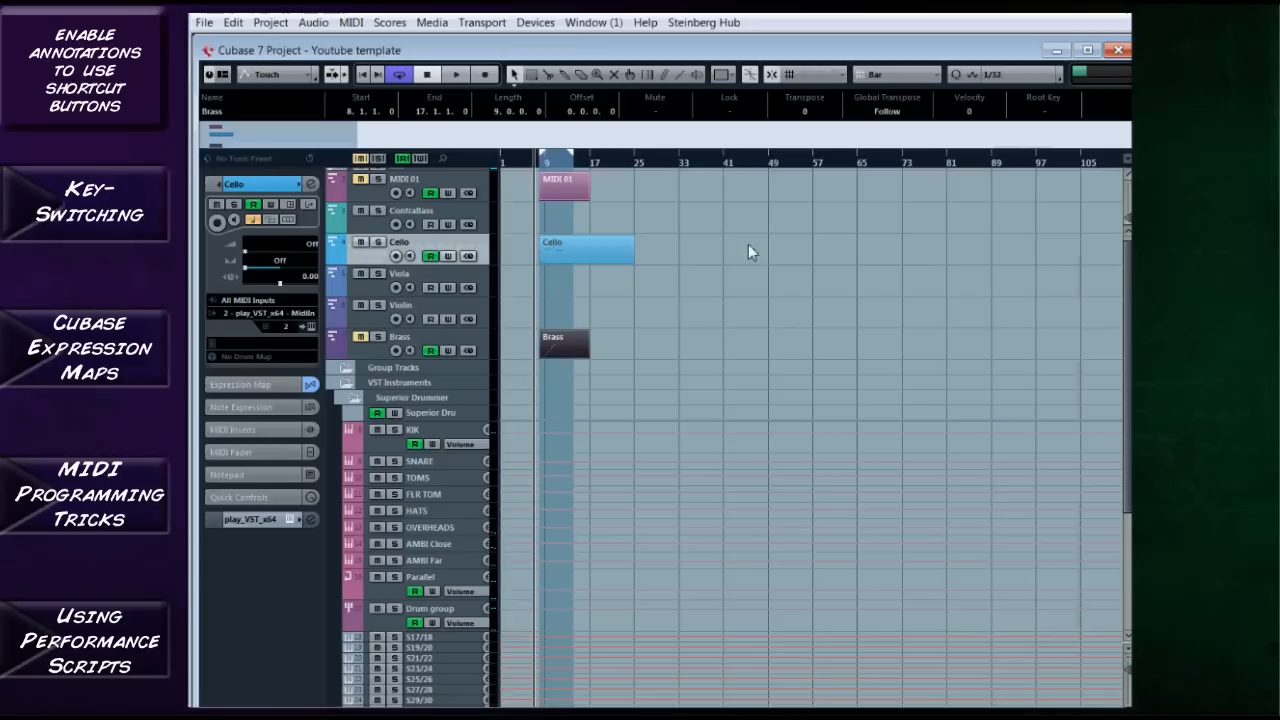 ENABLE
ANNOTATIONS
TO USE
SHORTCUT
BUTTONS
KEY-
SWITCHING
CUBASE
EXPRESSION
MAPS
MIDI
PROGRAMMING
TRICKS
USING
PERFORMANCE
SCRIPTS
File Edit Project Audio MIDI Scores Media Transport Devices Window (1) Help Steinberg Hub
Cubase 7 Project - Youtube template
Touch Bar 1/32
Name Start End Length Offset Mute Lock Transpose Global Transpose Velocity Root Key
Brass 8. 1. 1. 0 17. 1. 1. 0 9. 0. 0. 0 0. 0. 0. 0 - - 0 Follow 0 -
No Track Preset
1 9 17 25 33 41 49 57 65 73 81 89 97 105
4 Cello
Off
Off
0.00
All MIDI Inputs
2 - play_VST_x64 - MidiIn
2
No Drum Map
Expression Map
Note Expression
MIDI Inserts
MIDI Fader
Notepad
Quick Controls
play_VST_x64
MIDI 01 MIDI 01
ContraBass
Cello Cello
Viola
Violin
Brass Brass
Group Tracks
VST Instruments
Superior Drummer
R W Superior Dru
KIK
R W Volume
SNARE
TOMS
FLR TOM
HATS
OVERHEADS
AMBI Close
AMBI Far
Parallel
R W Volume
Drum group
R W Volume
S17/18
S19/20
S21/22
S23/24
S25/26
S27/28
S29/30